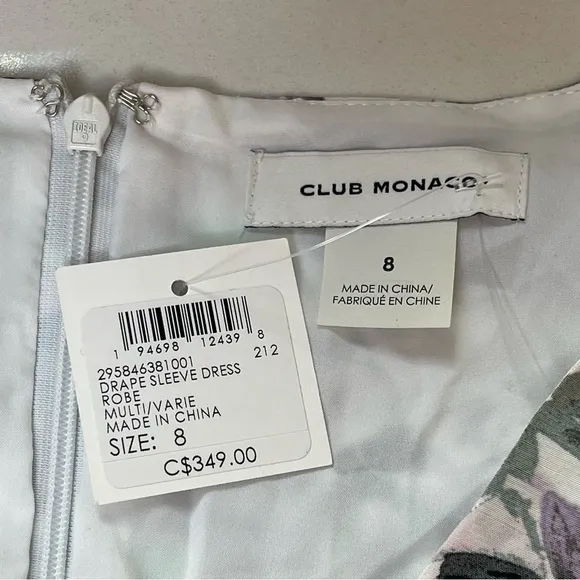 IDEAL
CLUB MONACO
8
MADE IN CHINA/
FABRIQUÉ EN CHINE
1 94698 12439 8
295846381001 212
DRAPE SLEEVE DRESS
ROBE
MULTI/VARIE
MADE IN CHINA
SIZE: 8
C$349.00